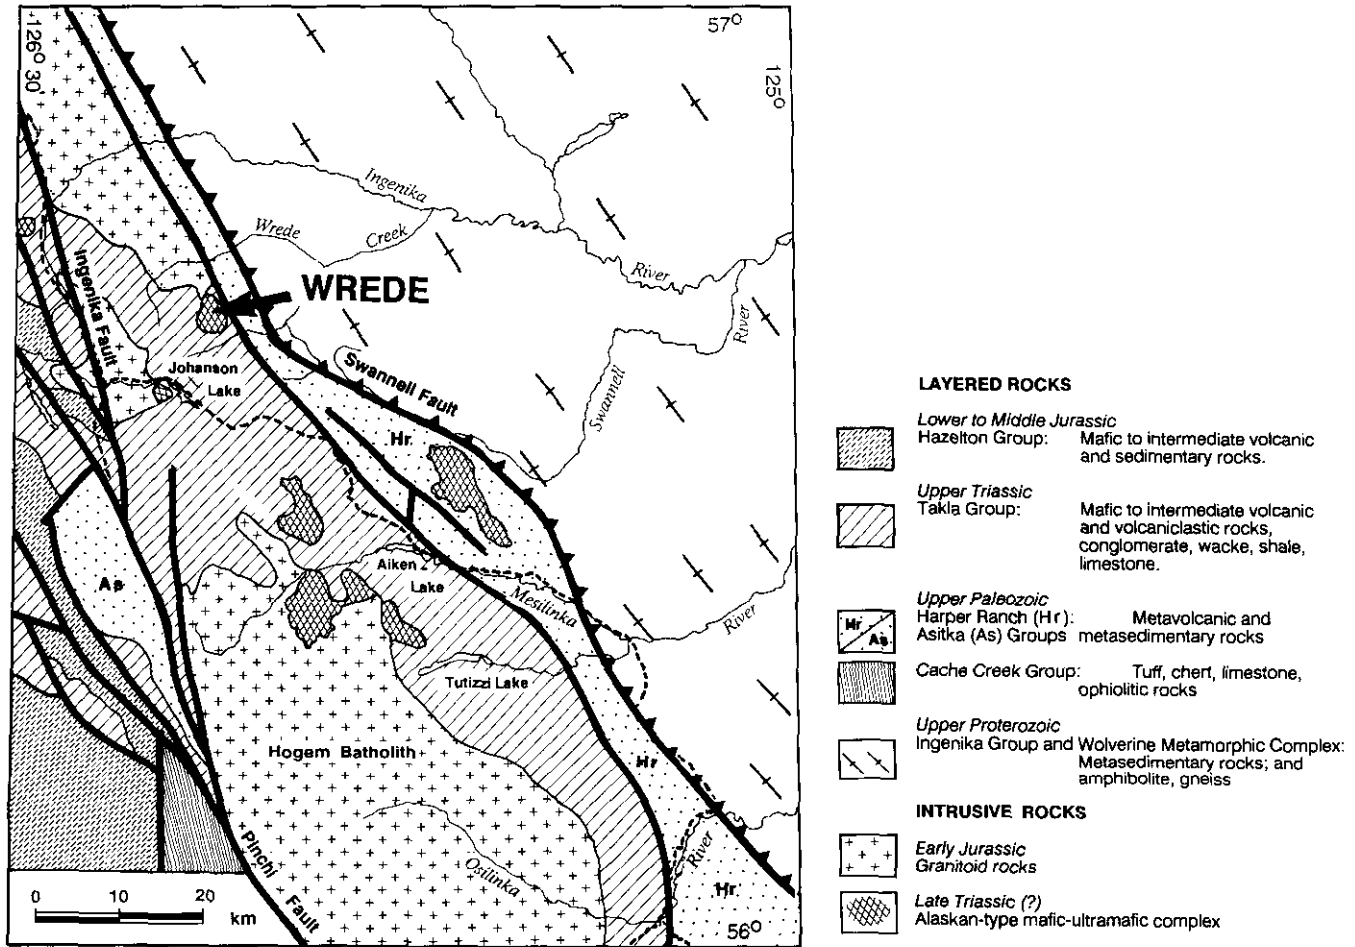 126° 30'
57°
125°
Ingenika
Wrede
Creek
River
WREDE
Ingenika Fault
Johanson
Lake
Swannell Fault
Swannell
River
Hr
As
Aiken
Lake
Mesilinka
River
Tutizzi Lake
Hogem Batholith
Hr
Pinchi
Fault
Osilinka
River
Hr
0 10 20
km
56°
LAYERED ROCKS
Lower to Middle Jurassic
Hazelton Group: Mafic to intermediate volcanic
and sedimentary rocks.
Upper Triassic
Takla Group: Mafic to intermediate volcanic
and volcaniclastic rocks,
conglomerate, wacke, shale,
limestone.
Upper Paleozoic
Hr As
Harper Ranch (Hr): Metavolcanic and
Asitka (As) Groups metasedimentary rocks
Cache Creek Group: Tuff, chert, limestone,
ophiolitic rocks
Upper Proterozoic
Ingenika Group and Wolverine Metamorphic Complex:
Metasedimentary rocks; and
amphibolite, gneiss
INTRUSIVE ROCKS
Early Jurassic
Granitoid rocks
Late Triassic (?)
Alaskan-type mafic-ultramafic complex